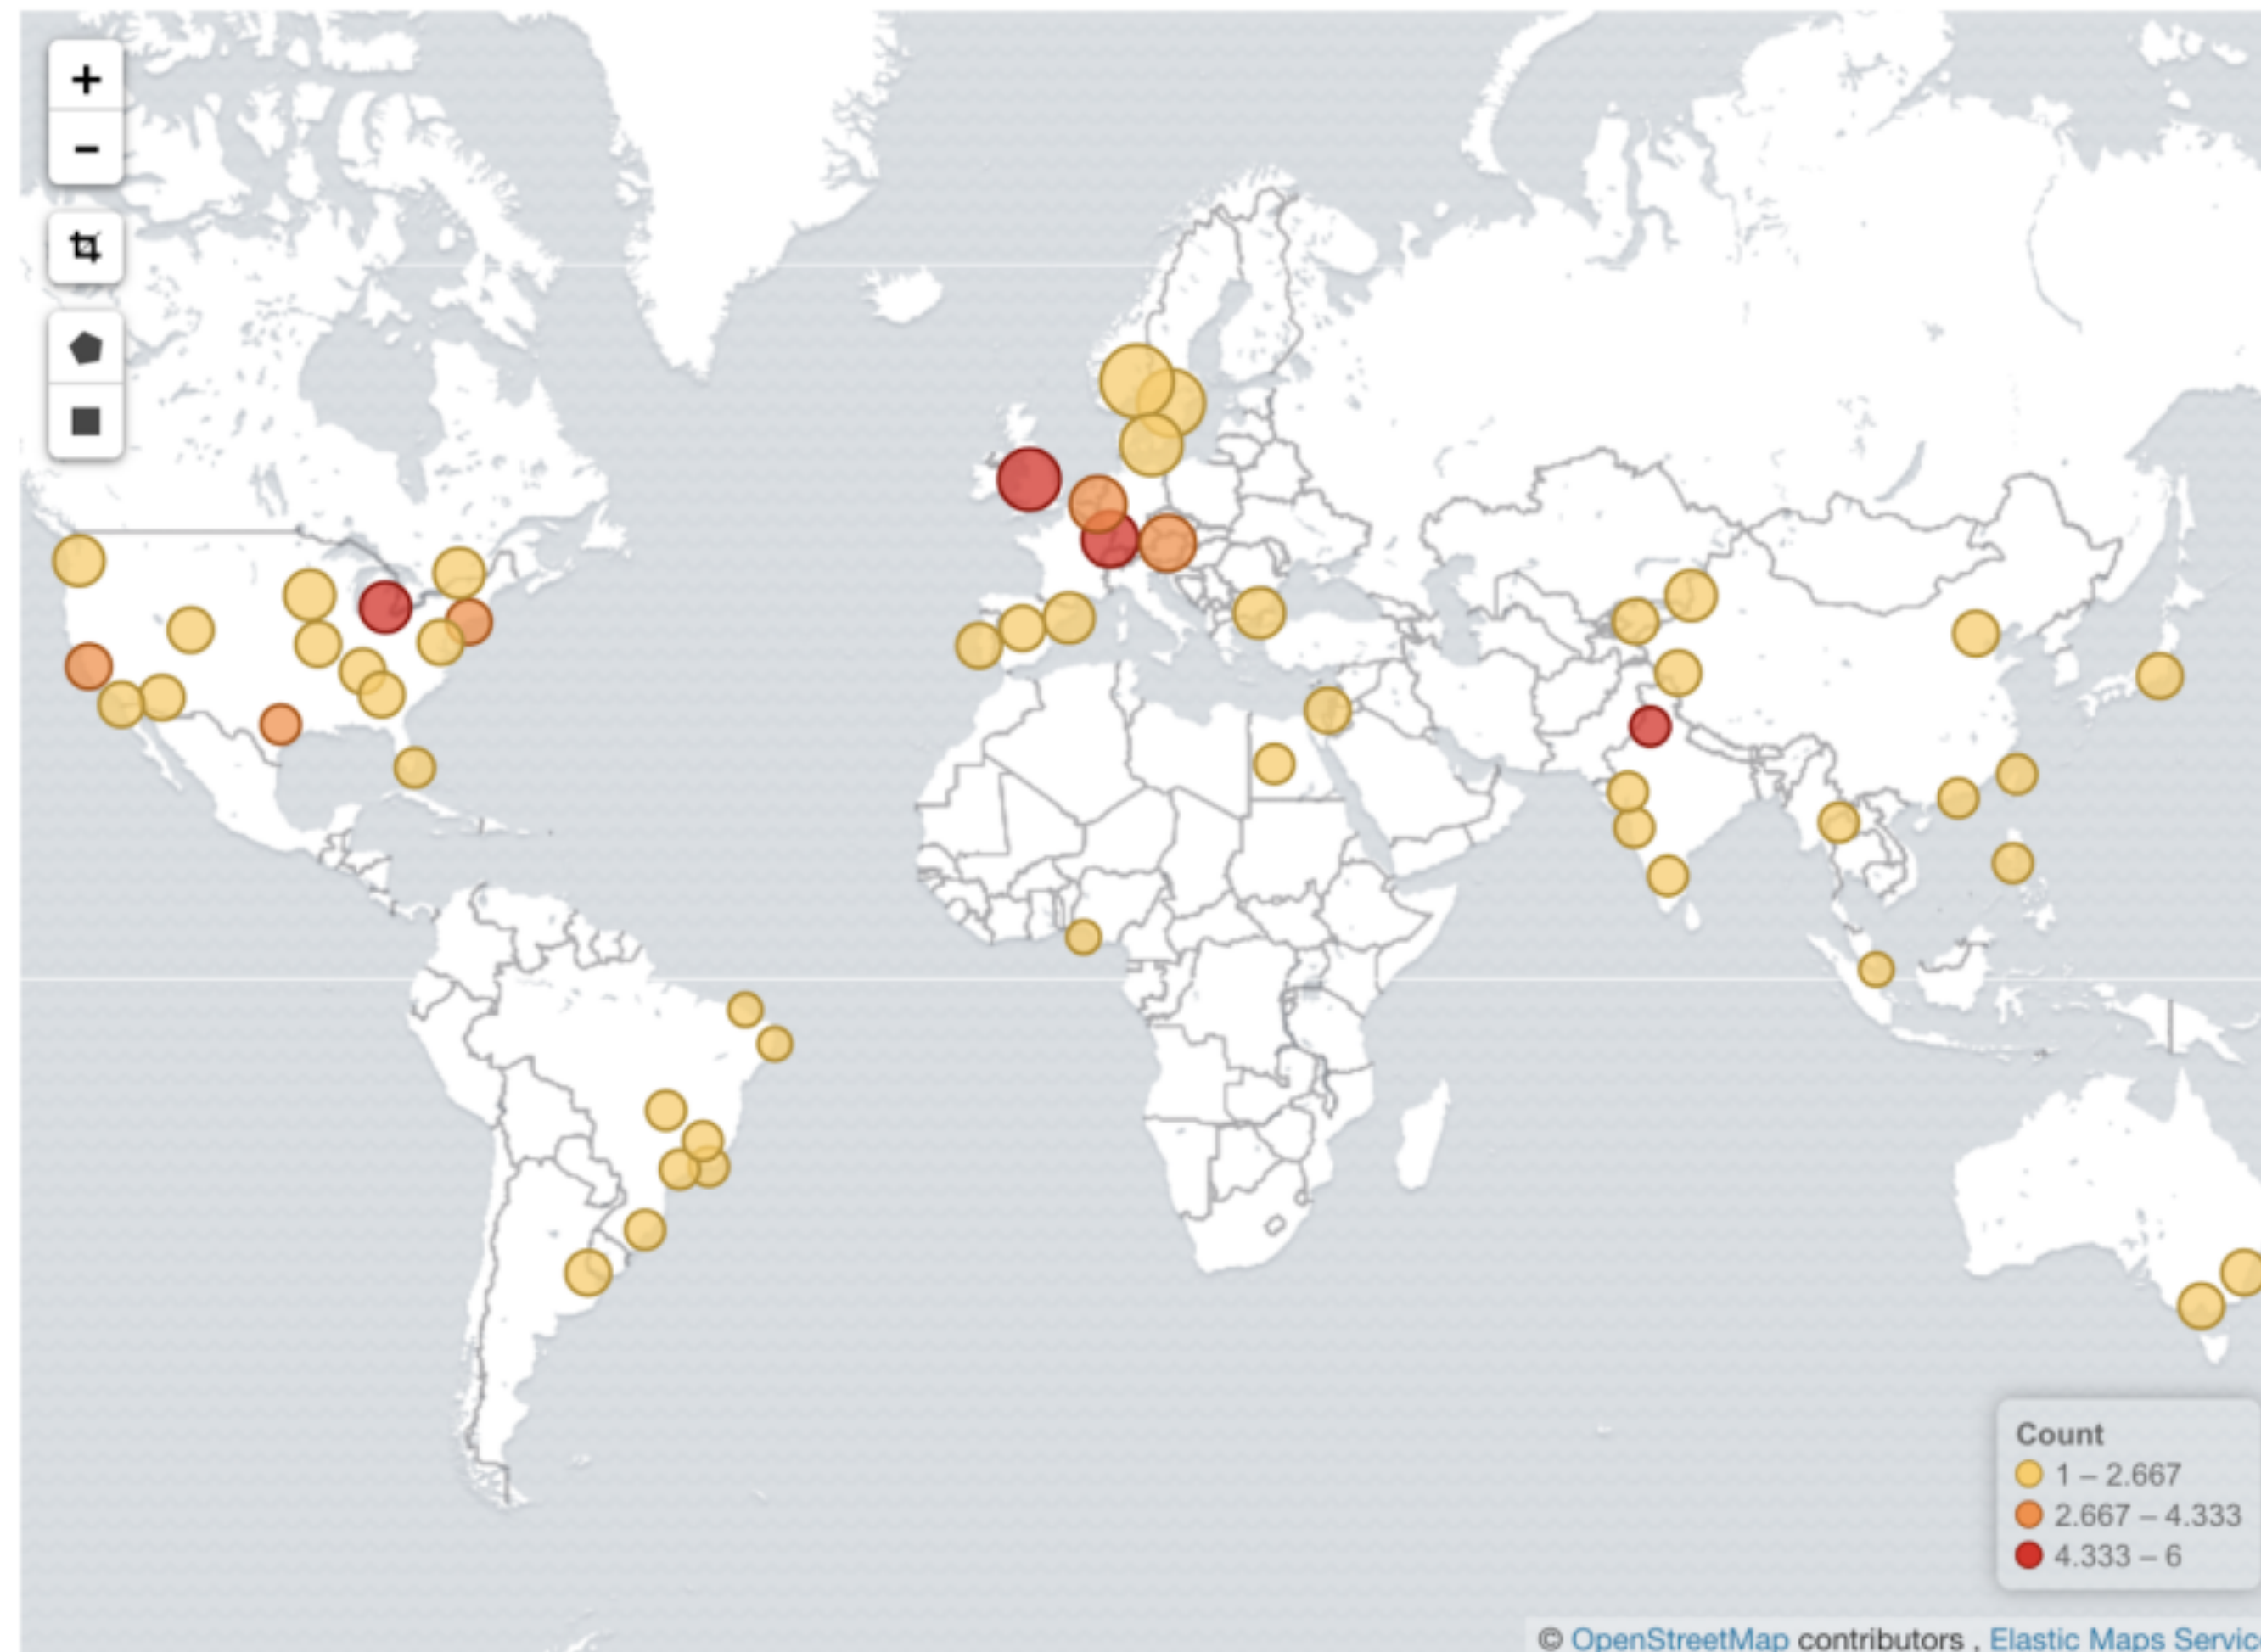 +
−
Count
1 – 2.667
2.667 – 4.333
4.333 – 6
© OpenStreetMap contributors , Elastic Maps Servic